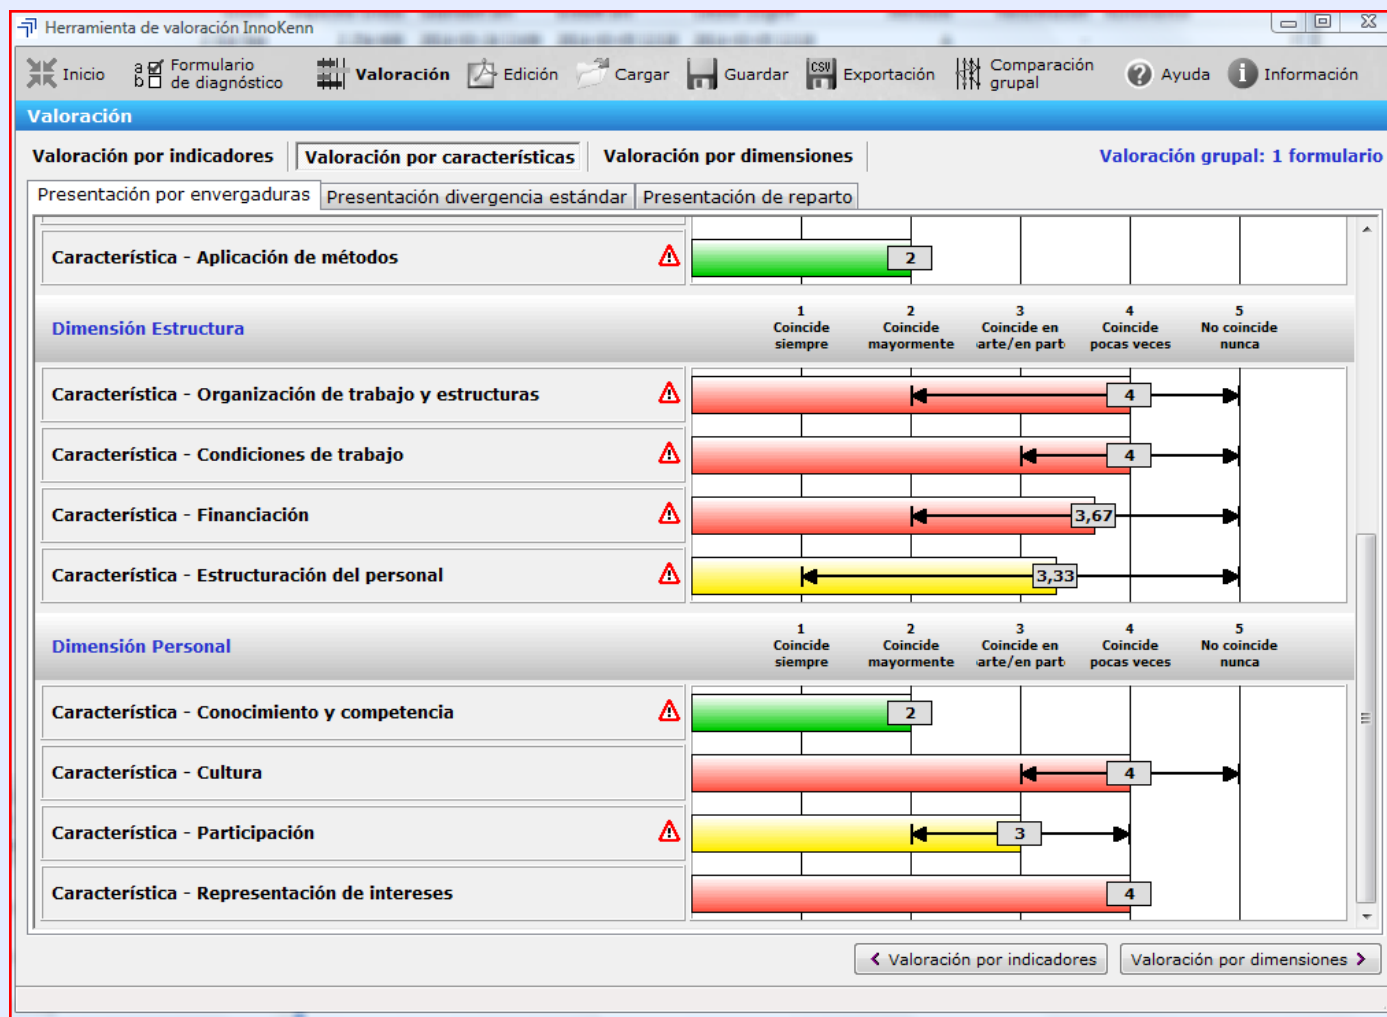 Herramienta de valoración InnoKenn
Inicio
a b
Formulario de diagnóstico
Valoración
Edición
Cargar
Guardar
CSV
Exportación
Comparación grupal
Ayuda
Información
Valoración
Valoración por indicadores
Valoración por características
Valoración por dimensiones
Valoración grupal: 1 formulario
Presentación por envergaduras
Presentación divergencia estándar
Presentación de reparto
Característica - Aplicación de métodos
2
Dimensión Estructura
1 Coincide siempre
2 Coincide mayormente
3 Coincide en arte/en part
4 Coincide pocas veces
5 No coincide nunca
Característica - Organización de trabajo y estructuras
4
Característica - Condiciones de trabajo
4
Característica - Financiación
3,67
Característica - Estructuración del personal
3,33
Dimensión Personal
1 Coincide siempre
2 Coincide mayormente
3 Coincide en arte/en part
4 Coincide pocas veces
5 No coincide nunca
Característica - Conocimiento y competencia
2
Característica - Cultura
4
Característica - Participación
3
Característica - Representación de intereses
4
Valoración por indicadores
Valoración por dimensiones